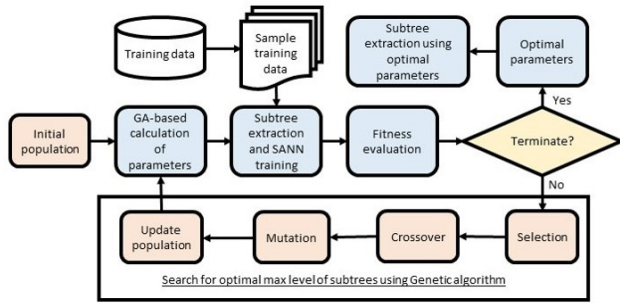 Training data
Sample
training
data
Subtree
extraction using
optimal
parameters
Optimal
parameters
Yes
Initial
population
GA-based
calculation
of
parameters
Subtree
extraction
and SANN
training
Fitness
evaluation
Terminate?
No
Update
population
Mutation
Crossover
Selection
Search for optimal max level of subtrees using Genetic algorithm